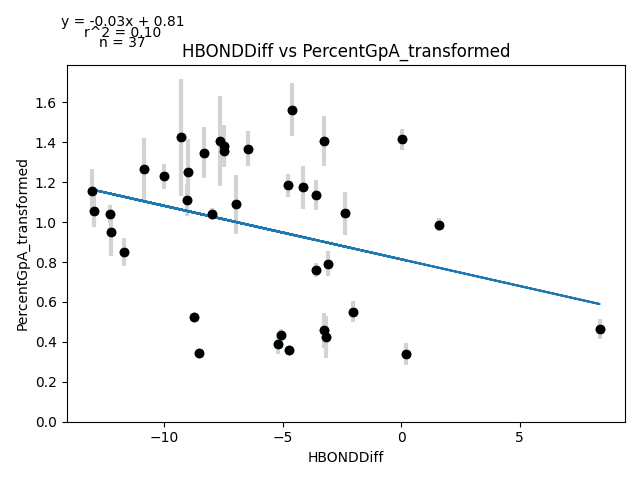 y = -0.03x + 0.81
r^2 = 0.10
n = 37
HBONDDiff vs PercentGpA_transformed
PercentGpA_transformed
1.6
1.4
1.2
1.0
0.8
0.6
0.4
0.2
0.0
−10
−5
0
5
HBONDDiff